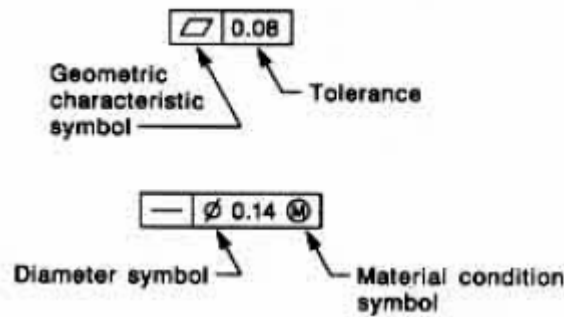 ⏥ 0.08
Geometric
characteristic
symbol
Tolerance
— Ø 0.14 Ⓜ
Diameter symbol
Material condition
symbol